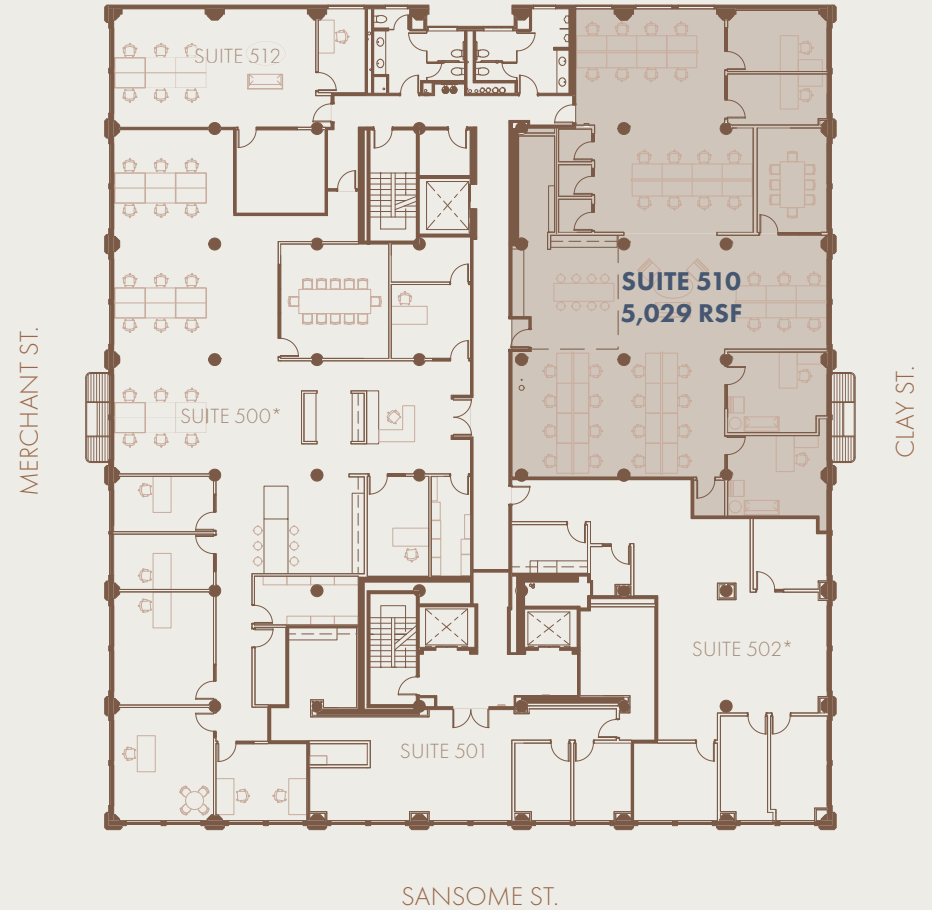 SUITE 512
SUITE 510
5,029 RSF
MERCHANT ST.
CLAY ST.
SUITE 500*
SUITE 502*
SUITE 501
SANSOME ST.